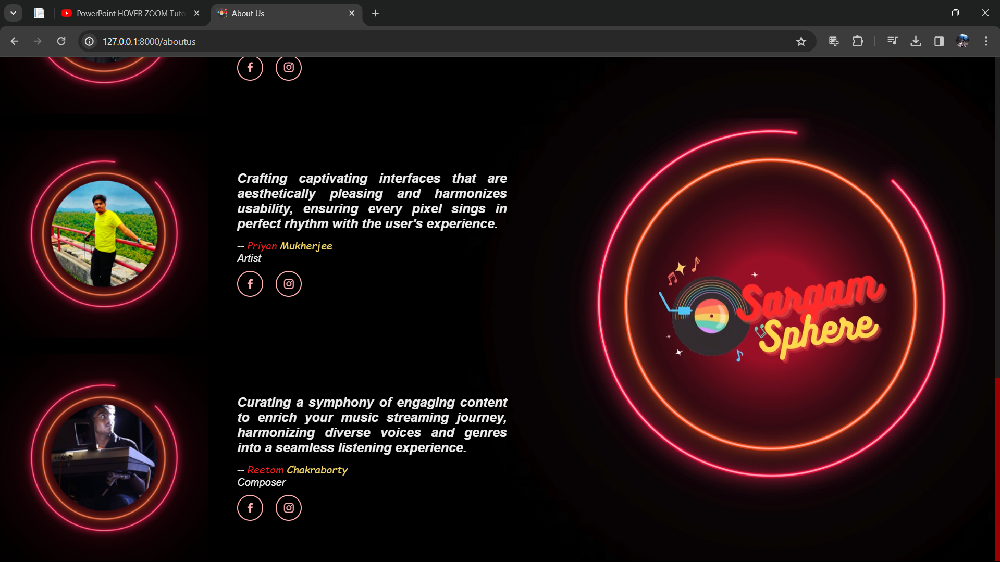 PowerPoint HOVER ZOOM Tuto
About Us
127.0.0.1:8000/aboutus
Crafting captivating interfaces that are
aesthetically pleasing and harmonizes
usability, ensuring every pixel sings in
perfect rhythm with the user's experience.
-- Priyan Mukherjee
Artist
Sargam
Sphere
Curating a symphony of engaging content
to enrich your music streaming journey,
harmonizing diverse voices and genres
into a seamless listening experience.
-- Reetom Chakraborty
Composer